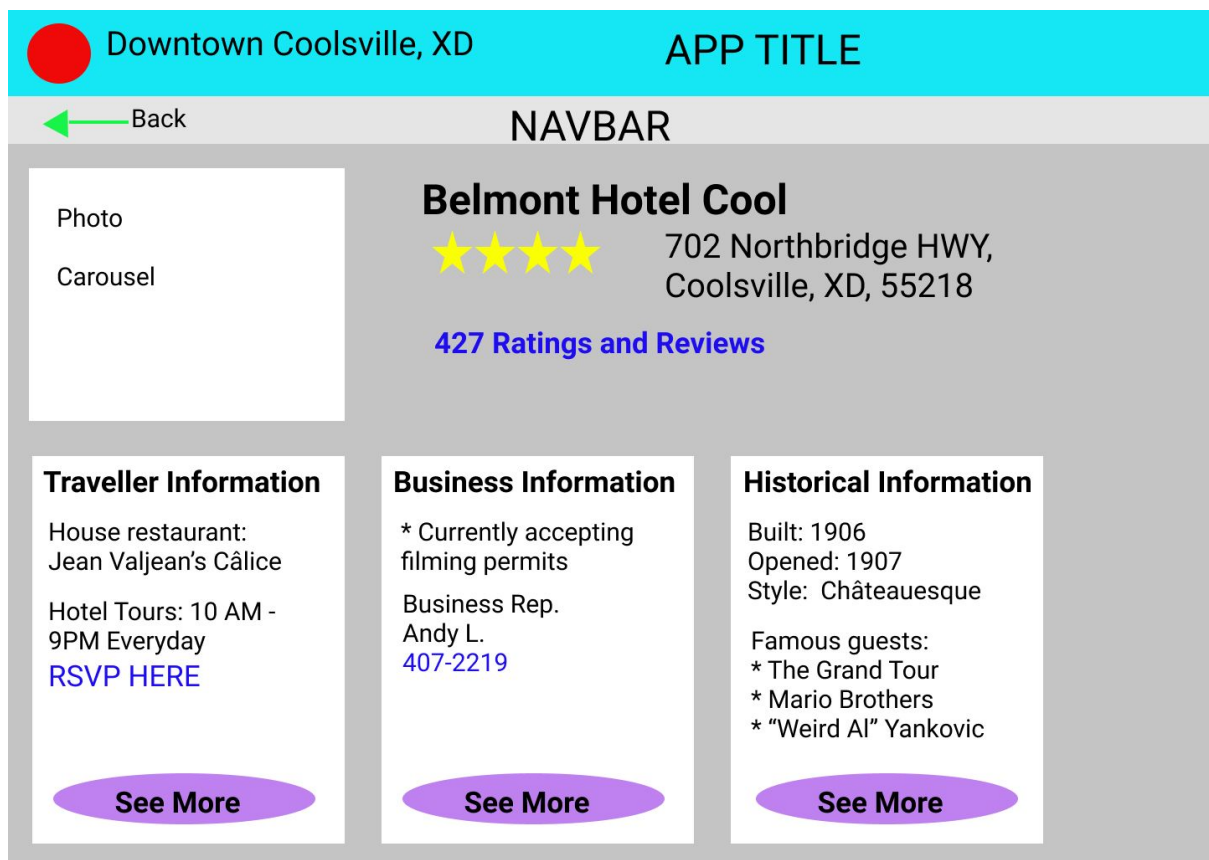 Downtown Coolsville, XD
APP TITLE
Back
NAVBAR
Photo
Carousel
Belmont Hotel Cool
702 Northbridge HWY,
Coolsville, XD, 55218
427 Ratings and Reviews
Traveller Information
House restaurant:
Jean Valjean’s Câlice
Hotel Tours: 10 AM -
9PM Everyday
RSVP HERE
See More
Business Information
* Currently accepting
filming permits
Business Rep.
Andy L.
407-2219
See More
Historical Information
Built: 1906
Opened: 1907
Style:  Châteauesque
Famous guests:
* The Grand Tour
* Mario Brothers
* “Weird Al” Yankovic
See More